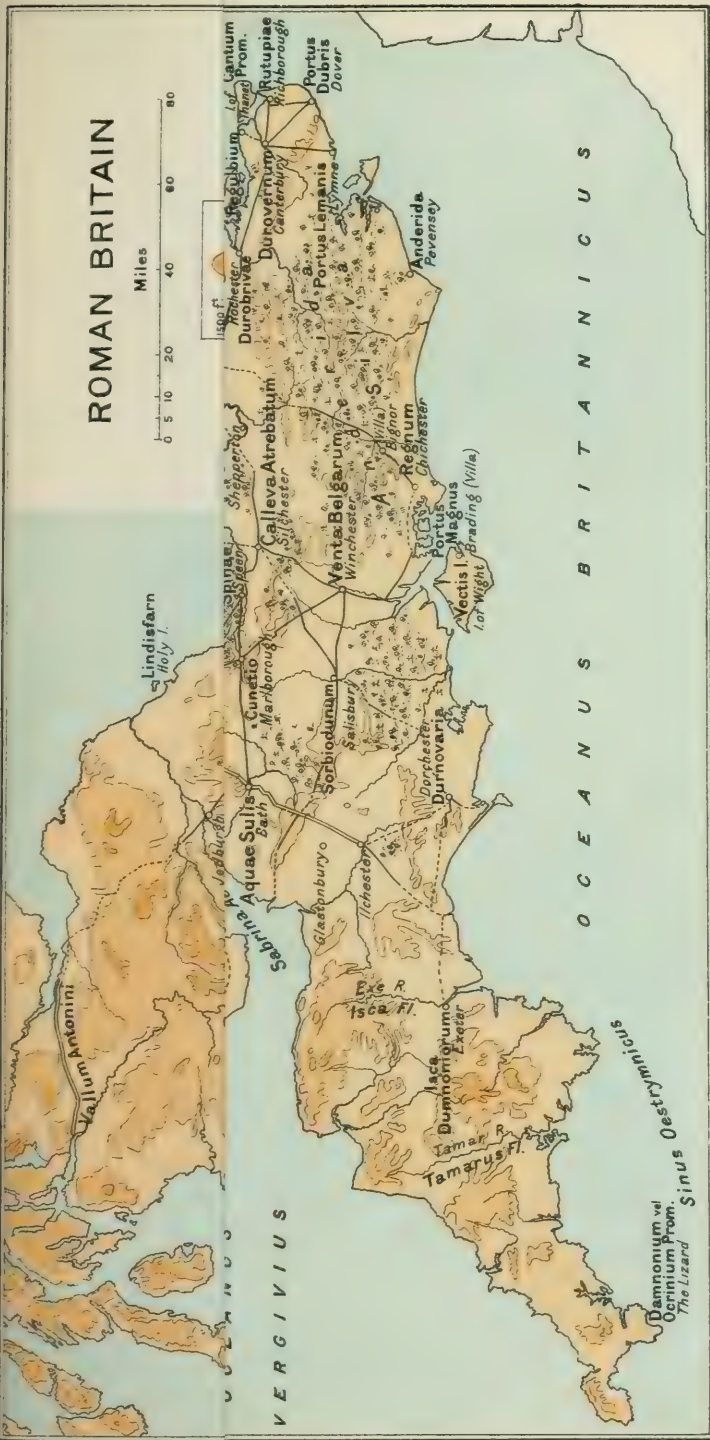 ROMAN BRITAIN
Miles
0 5 10 20 40 60 80
Lindisfarn
Holy I.
Vallum Antonini
Jedburgh
1500 ft
Spinae
Speen
Shepperton
Rochester
Durobrivae
Regulbium
I. of Thanet
Cantium
Prom.
Rutupiae
Richborough
Portus
Dubris
Dover
Durovernum
Canterbury
Portus Lemanis
Lymne
Anderida
Pevensey
Calleva Atrebatum
Silchester
Cunetio
Marlborough
Aquae Sulis
Bath
Sabrina
Venta Belgarum
Winchester
Sorbiodunum
Salisbury
Anderida Silva
(Villa)
Bignor
Regnum
Chichester
Portus
Magnus
Brading (Villa)
Vectis I.
I. of Wight
Glastonbury
Ilchester
Dorchester
Durnovaria
Exe R.
Isca Fl.
Isca
Dumnoniorum
Exeter
Tamar R.
Tamarus Fl.
VERGIVIUS
OCEANUS BRITANNICUS
Sinus Oestrymnicus
Damnonium vel
Ocrinium Prom.
The Lizard